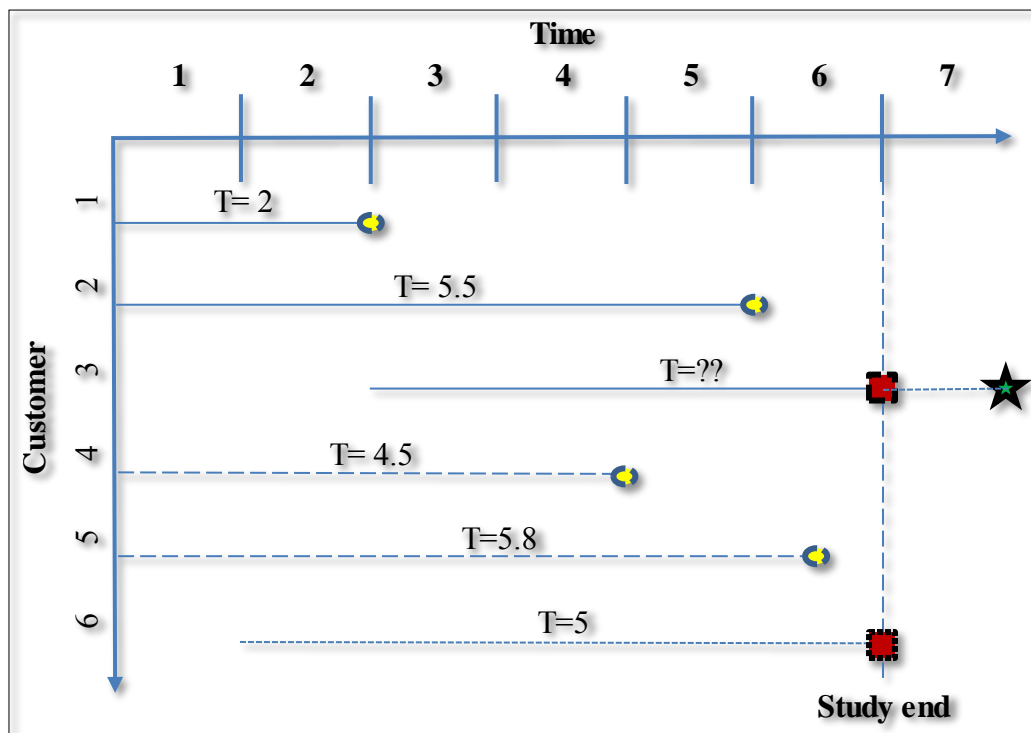 Time
1 2 3 4 5 6 7
Customer
1
T= 2
2
T= 5.5
3
T=??
4
T= 4.5
5
T=5.8
6
T=5
Study end